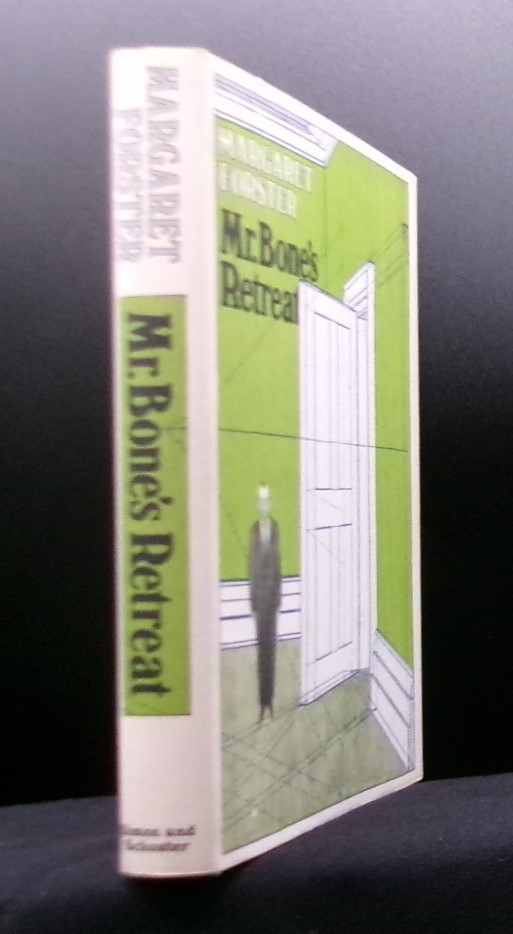 MARGARET
FORSTER
Mr. Bone's Retreat
Simon and
Schuster
MARGARET
FORSTER
Mr. Bone's
Retreat